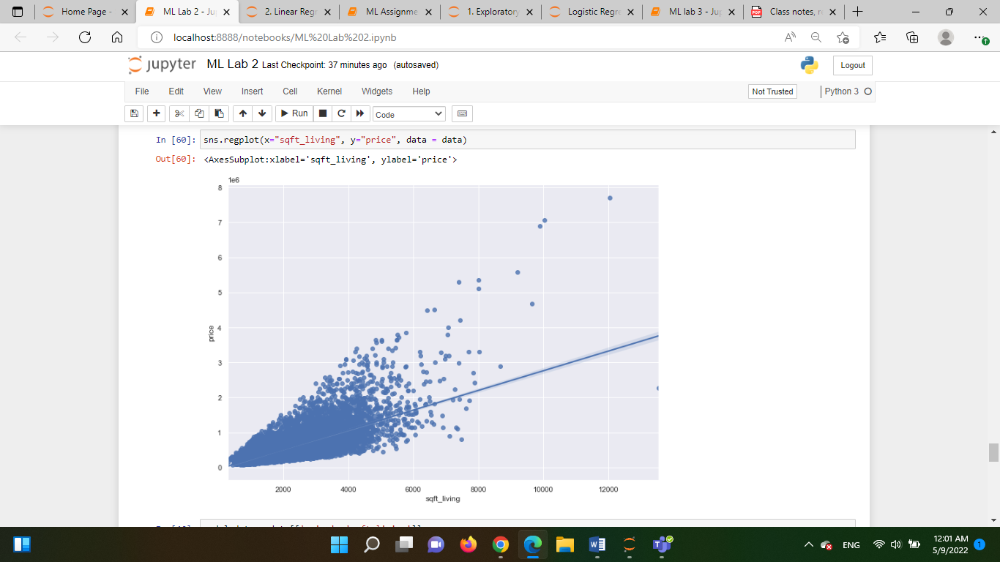 Home Page -
ML Lab 2 - Ju
2. Linear Regr
ML Assignme
1. Exploratory
Logistic Regre
ML lab 3 - Jup
PDF
Class notes, r
localhost:8888/notebooks/ML%20Lab%202.ipynb
jupyter ML Lab 2 Last Checkpoint: 37 minutes ago (autosaved)
Logout
File Edit View Insert Cell Kernel Widgets Help
Not Trusted
Python 3
Run
Code
In [60]: sns.regplot(x="sqft_living", y="price", data = data)
Out[60]: <AxesSubplot:xlabel='sqft_living', ylabel='price'>
1e6
8
7
6
5
4
3
2
1
0
price
2000 4000 6000 8000 10000 12000
sqft_living
ENG
12:01 AM
5/9/2022
1